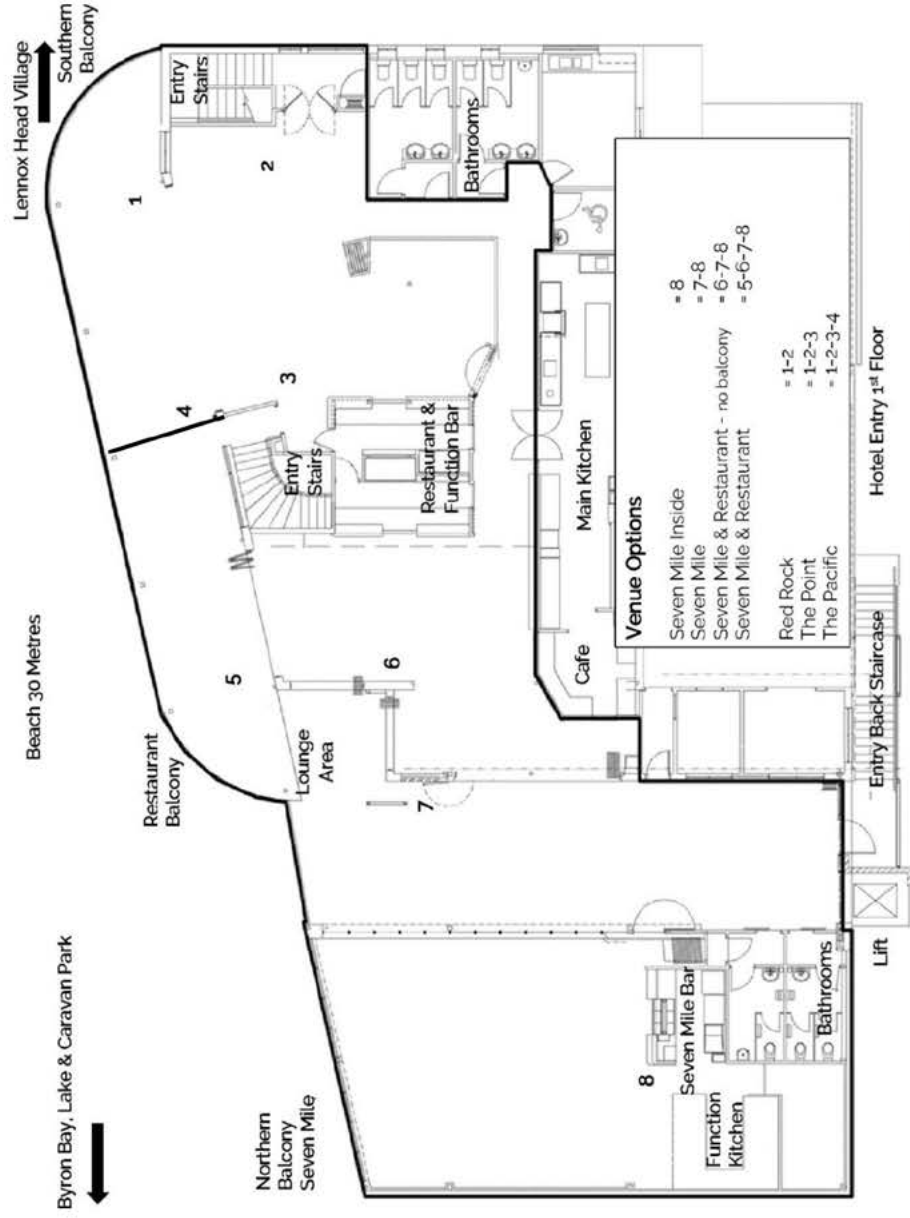 Byron Bay, Lake & Caravan Park
Beach 30 Metres
Lennox Head Village
Southern
Balcony
Northern
Balcony
Seven Mile
Restaurant
Balcony
Entry
Stairs
1
2
3
4
5
6
7
8
Lounge
Area
Entry
Stairs
Restaurant &
Function Bar
Bathrooms
Main Kitchen
Cafe
Seven Mile Bar
Function
Kitchen
Bathrooms
Lift
Entry Back Staircase
Hotel Entry 1st Floor
Venue Options
Seven Mile Inside = 8
Seven Mile = 7-8
Seven Mile & Restaurant - no balcony = 6-7-8
Seven Mile & Restaurant = 5-6-7-8
Red Rock = 1-2
The Point = 1-2-3
The Pacific = 1-2-3-4